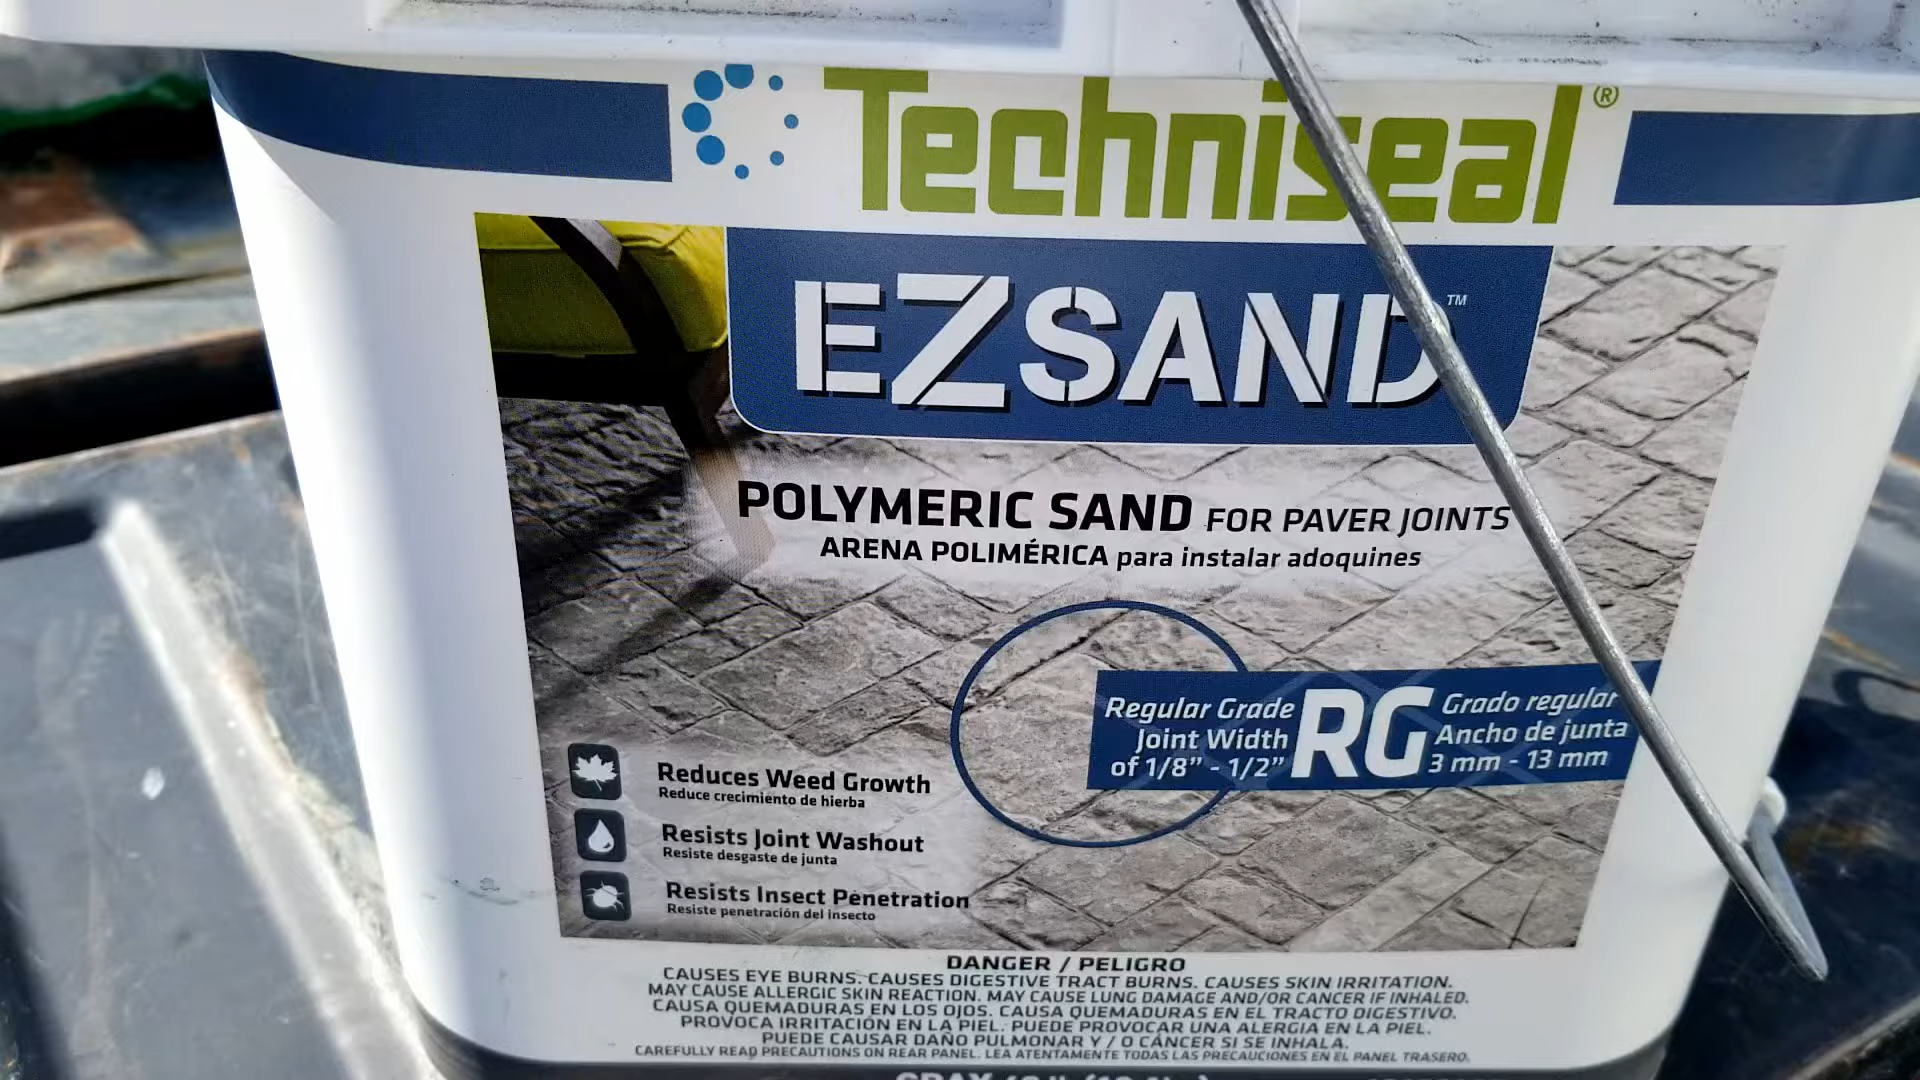 Techniseal®
EZSAND™
POLYMERIC SAND FOR PAVER JOINTS
ARENA POLIMÉRICA para instalar adoquines
Regular Grade
Joint Width
of 1/8" - 1/2"
RG
Grado regular
Ancho de junta
3 mm - 13 mm
Reduces Weed Growth
Reduce crecimiento de hierba
Resists Joint Washout
Resiste desgaste de junta
Resists Insect Penetration
Resiste penetración del insecto
DANGER / PELIGRO
CAUSES EYE BURNS. CAUSES DIGESTIVE TRACT BURNS. CAUSES SKIN IRRITATION.
MAY CAUSE ALLERGIC SKIN REACTION. MAY CAUSE LUNG DAMAGE AND/OR CANCER IF INHALED.
CAUSA QUEMADURAS EN LOS OJOS. CAUSA QUEMADURAS EN EL TRACTO DIGESTIVO.
PROVOCA IRRITACIÓN EN LA PIEL. PUEDE PROVOCAR UNA ALERGIA EN LA PIEL.
PUEDE CAUSAR DAÑO PULMONAR Y / O CÁNCER SI SE INHALA.
CAREFULLY READ PRECAUTIONS ON REAR PANEL. LEA ATENTAMENTE TODAS LAS PRECAUCIONES EN EL PANEL TRASERO.